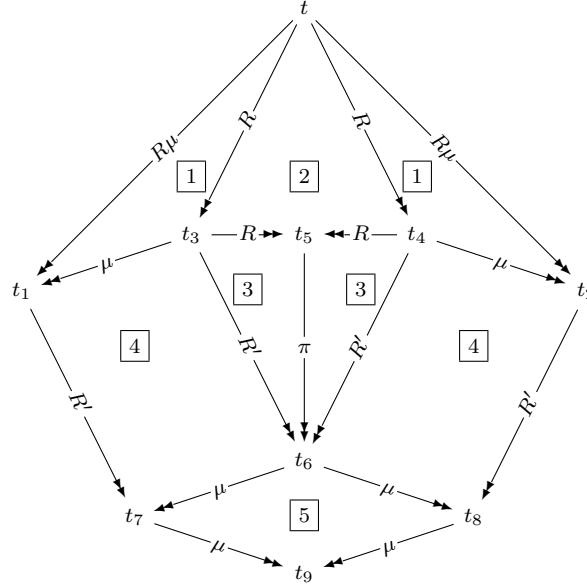 t
Rμ R R Rμ
1 2 1
t₃ R t₅ R t₄
μ μ
t₁ 3 3 t
R' R' π R' R'
4 4
t₆
μ μ
t₇ 5 t₈
μ μ
t₉